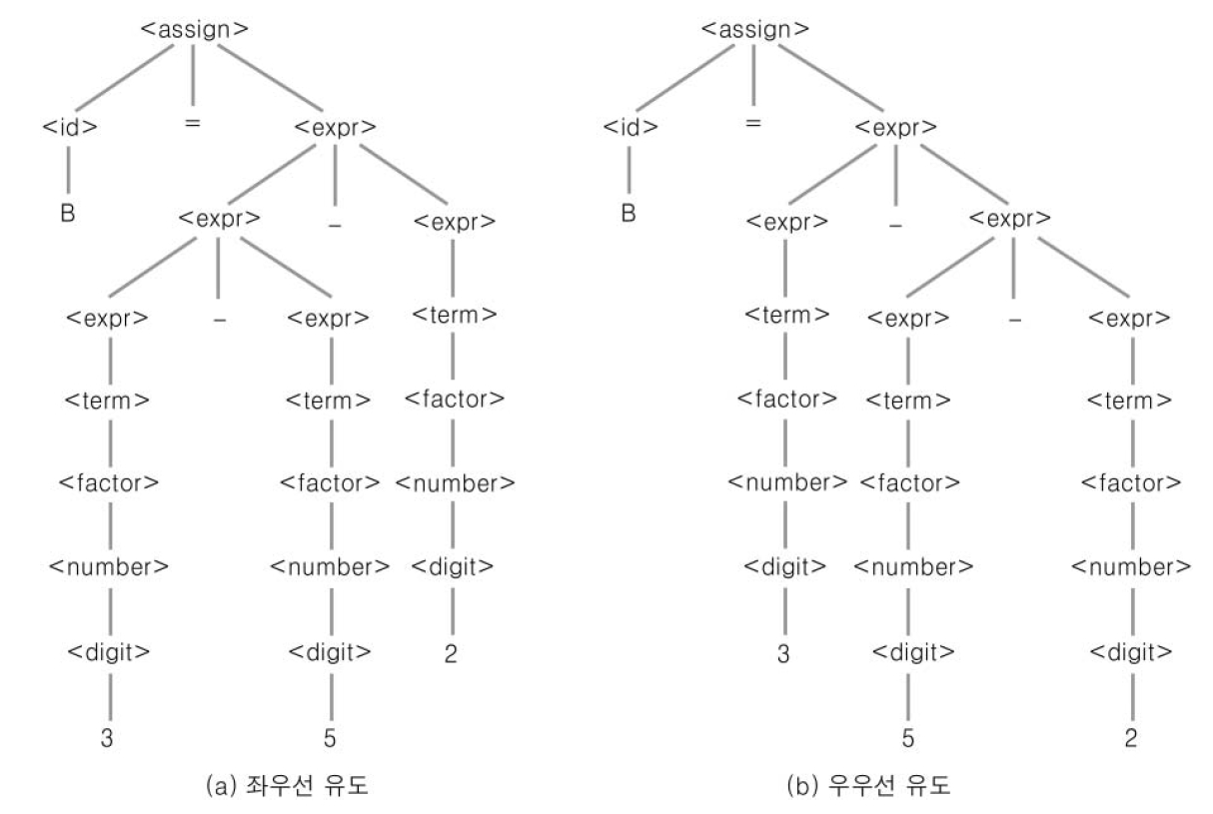 <assign>
<id> = <expr>
B <expr> – <expr>
<expr> – <expr> <term>
<term> <term> <factor>
<factor> <factor> <number>
<number> <number> <digit>
<digit> <digit> 2
3 5
(a) 좌우선 유도
<assign>
<id> = <expr>
B <expr> – <expr>
<term> <expr> – <expr>
<factor> <term> <term>
<number> <factor> <factor>
<digit> <number> <number>
3 <digit> <digit>
5 2
(b) 우우선 유도